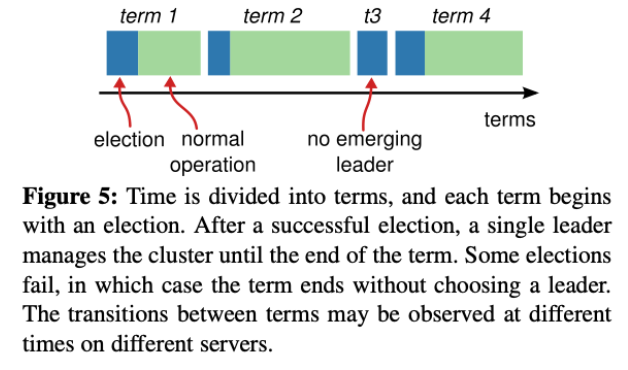 term 1 term 2 t3 term 4
terms
election normal operation no emerging leader
Figure 5: Time is divided into terms, and each term begins
with an election. After a successful election, a single leader
manages the cluster until the end of the term. Some elections
fail, in which case the term ends without choosing a leader.
The transitions between terms may be observed at different
times on different servers.